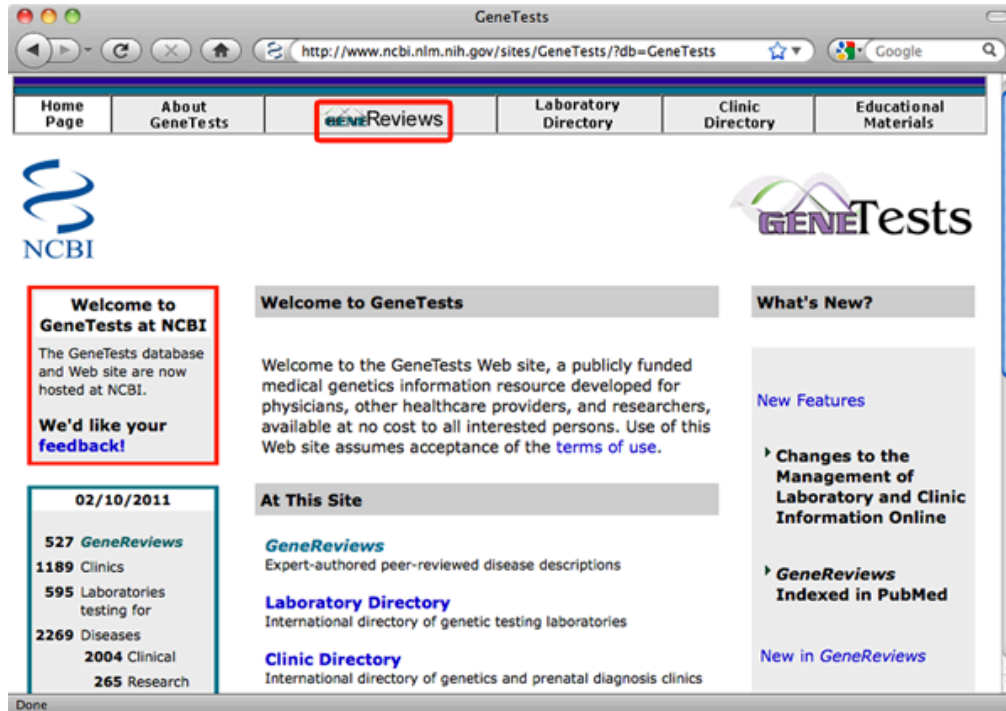 GeneTests
http://www.ncbi.nlm.nih.gov/sites/GeneTests/?db=GeneTests
Google
Home
Page
About
GeneTests
GENEReviews
Laboratory
Directory
Clinic
Directory
Educational
Materials
NCBI
GENETests
Welcome to
GeneTests at NCBI
The GeneTests database
and Web site are now
hosted at NCBI.
We'd like your
feedback!
02/10/2011
527 GeneReviews
1189 Clinics
595 Laboratories
testing for
2269 Diseases
2004 Clinical
265 Research
Welcome to GeneTests
Welcome to the GeneTests Web site, a publicly funded
medical genetics information resource developed for
physicians, other healthcare providers, and researchers,
available at no cost to all interested persons. Use of this
Web site assumes acceptance of the terms of use.
At This Site
GeneReviews
Expert-authored peer-reviewed disease descriptions
Laboratory Directory
International directory of genetic testing laboratories
Clinic Directory
International directory of genetics and prenatal diagnosis clinics
What's New?
New Features
Changes to the
Management of
Laboratory and Clinic
Information Online
GeneReviews
Indexed in PubMed
New in GeneReviews
Done